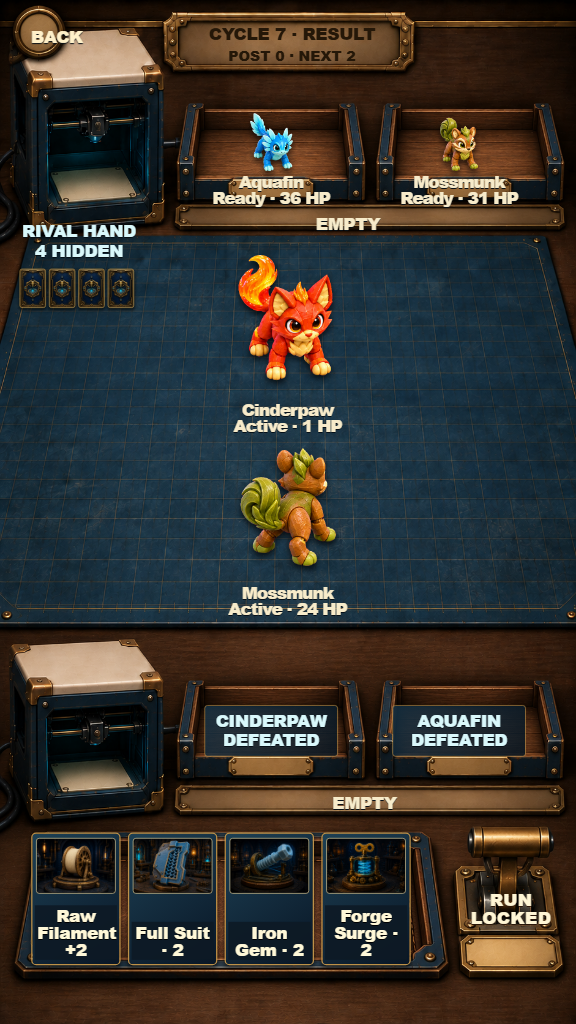 BACK
CYCLE 7 · RESULT
POST 0 · NEXT 2
Aquafin
Ready · 36 HP
Mossmunk
Ready · 31 HP
EMPTY
RIVAL HAND
4 HIDDEN
Cinderpaw
Active · 1 HP
Mossmunk
Active · 24 HP
CINDERPAW
DEFEATED
AQUAFIN
DEFEATED
EMPTY
Raw
Filament
+2
Full Suit
· 2
Iron
Gem · 2
Forge
Surge ·
2
RUN
LOCKED